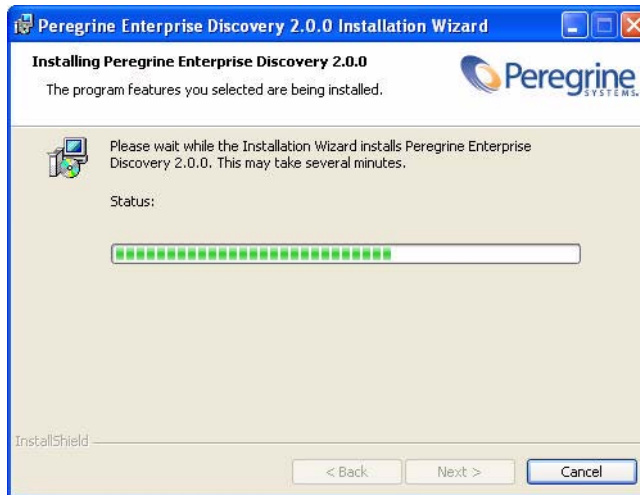 Peregrine Enterprise Discovery 2.0.0 Installation Wizard
Installing Peregrine Enterprise Discovery 2.0.0
The program features you selected are being installed.
Peregrine
SYSTEMS
Please wait while the Installation Wizard installs Peregrine Enterprise
Discovery 2.0.0. This may take several minutes.
Status:
InstallShield
< Back
Next >
Cancel